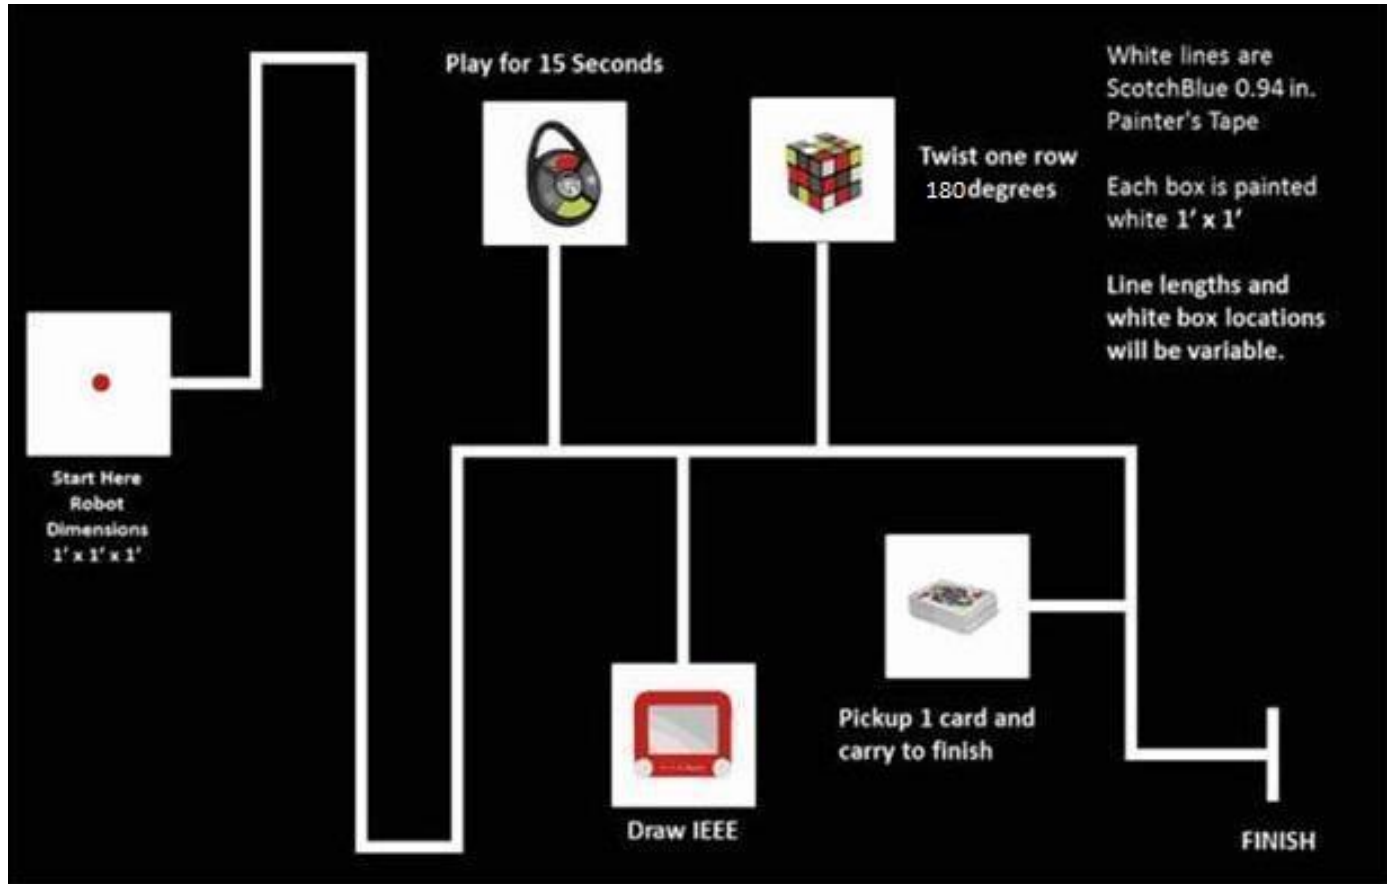 Play for 15 Seconds
Twist one row
180degrees
White lines are
ScotchBlue 0.94 in.
Painter's Tape
Each box is painted
white 1' x 1'
Line lengths and
white box locations
will be variable.
Start Here
Robot
Dimensions
1' x 1' x 1'
Pickup 1 card and
carry to finish
Draw IEEE
FINISH